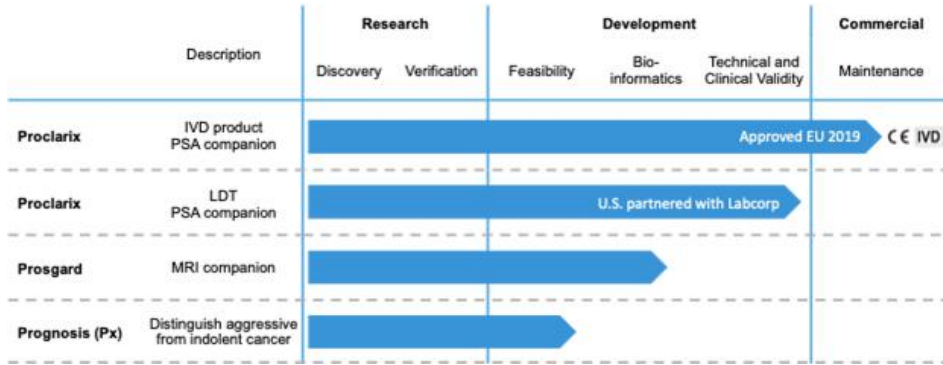 Research
Development
Commercial
Description
Discovery
Verification
Feasibility
Bio-
informatics
Technical and
Clinical Validity
Maintenance
Proclarix
IVD product
PSA companion
Approved EU 2019
CE IVD
Proclarix
LDT
PSA companion
U.S. partnered with Labcorp
Prosgard
MRI companion
Prognosis (Px)
Distinguish aggressive
from indolent cancer